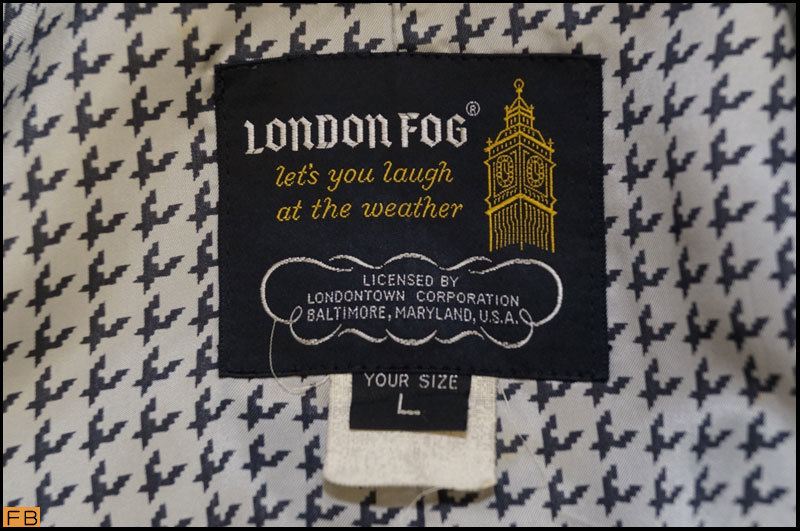 LONDON FOG®
let's you laugh
at the weather
LICENSED BY
LONDONTOWN CORPORATION
BALTIMORE, MARYLAND, U.S.A.
YOUR SIZE
L
FB